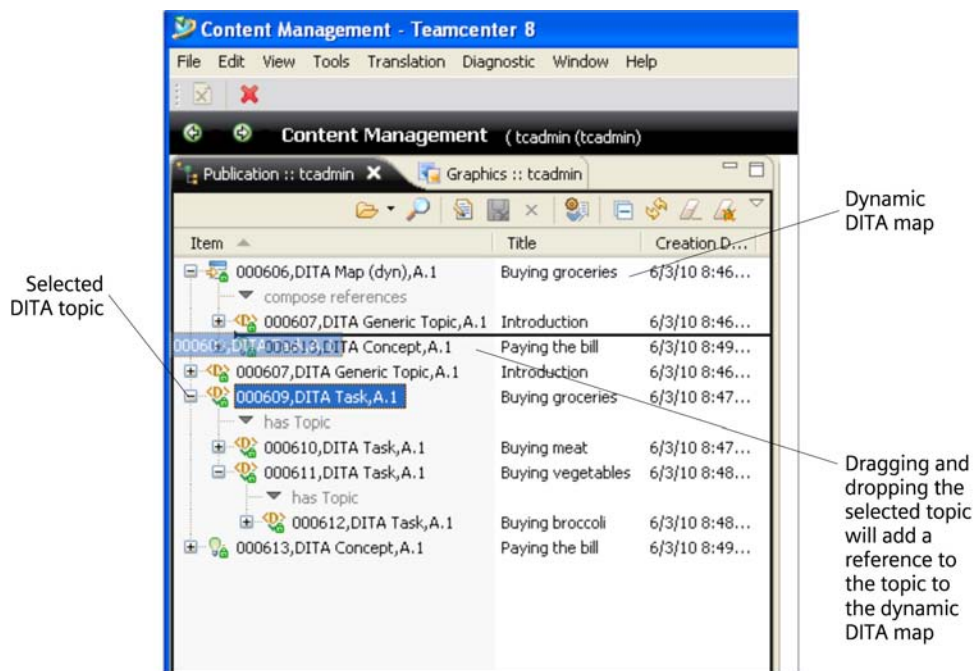 Content Management - Teamcenter 8
File Edit View Tools Translation Diagnostic Window Help
Content Management ( tcadmin (tcadmin)
Publication :: tcadmin Graphics :: tcadmin
Item Title Creation D...
000606,DITA Map (dyn),A.1 Buying groceries 6/3/10 8:46...
compose references
000607,DITA Generic Topic,A.1 Introduction 6/3/10 8:46...
000613,DITA Concept,A.1 Paying the bill 6/3/10 8:49...
000607,DITA Generic Topic,A.1 Introduction 6/3/10 8:46...
000609,DITA Task,A.1 Buying groceries 6/3/10 8:47...
has Topic
000610,DITA Task,A.1 Buying meat 6/3/10 8:47...
000611,DITA Task,A.1 Buying vegetables 6/3/10 8:48...
has Topic
000612,DITA Task,A.1 Buying broccoli 6/3/10 8:48...
000613,DITA Concept,A.1 Paying the bill 6/3/10 8:49...
Selected
DITA topic
Dynamic
DITA map
Dragging and
dropping the
selected topic
will add a
reference to
the topic to
the dynamic
DITA map